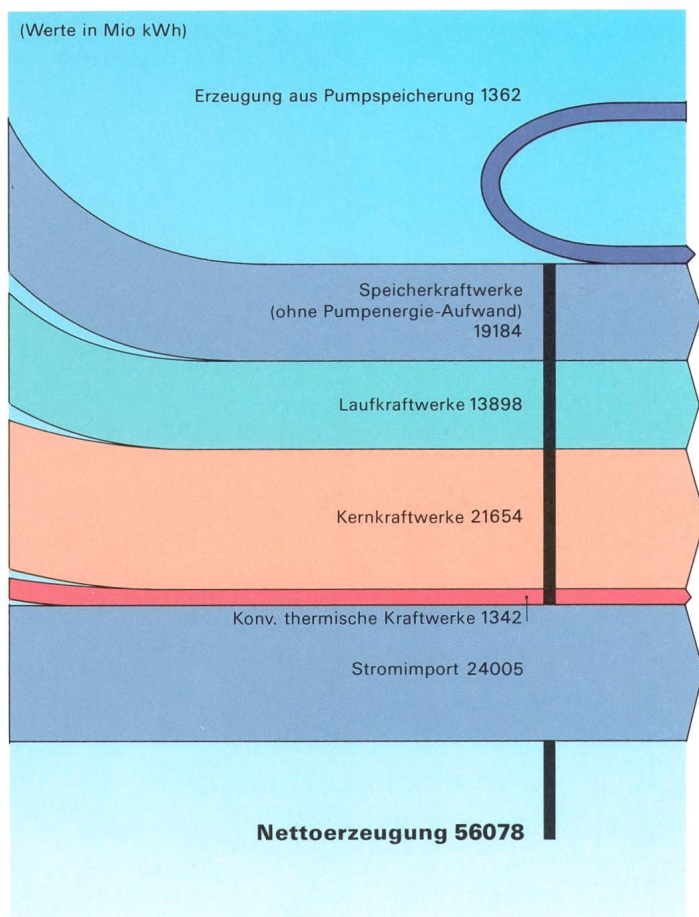 (Werte in Mio kWh)
Erzeugung aus Pumpspeicherung 1362
Speicherkraftwerke
(ohne Pumpenergie-Aufwand)
19184
Laufkraftwerke 13898
Kernkraftwerke 21654
Konv. thermische Kraftwerke 1342
Stromimport 24005
Nettoerzeugung 56078